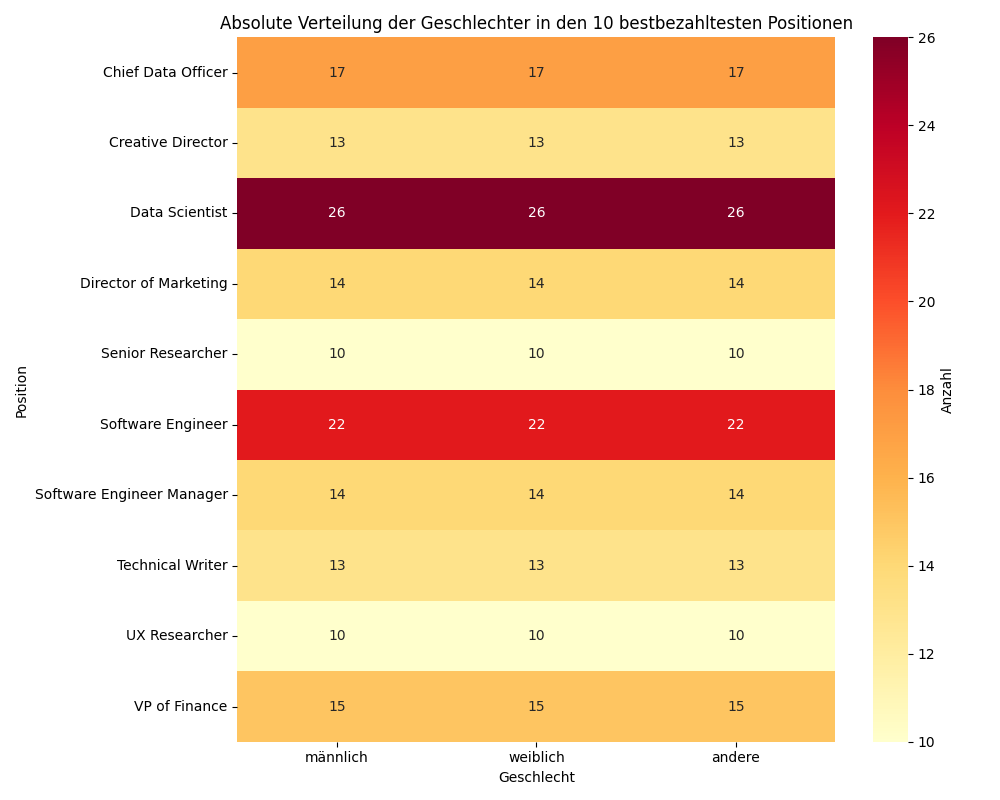 Absolute Verteilung der Geschlechter in den 10 bestbezahltesten Positionen
Position
Chief Data Officer 17 17 17
Creative Director 13 13 13
Data Scientist 26 26 26
Director of Marketing 14 14 14
Senior Researcher 10 10 10
Software Engineer 22 22 22
Software Engineer Manager 14 14 14
Technical Writer 13 13 13
UX Researcher 10 10 10
VP of Finance 15 15 15
männlich weiblich andere
Geschlecht
26
24
22
20
18
16
14
12
10
Anzahl